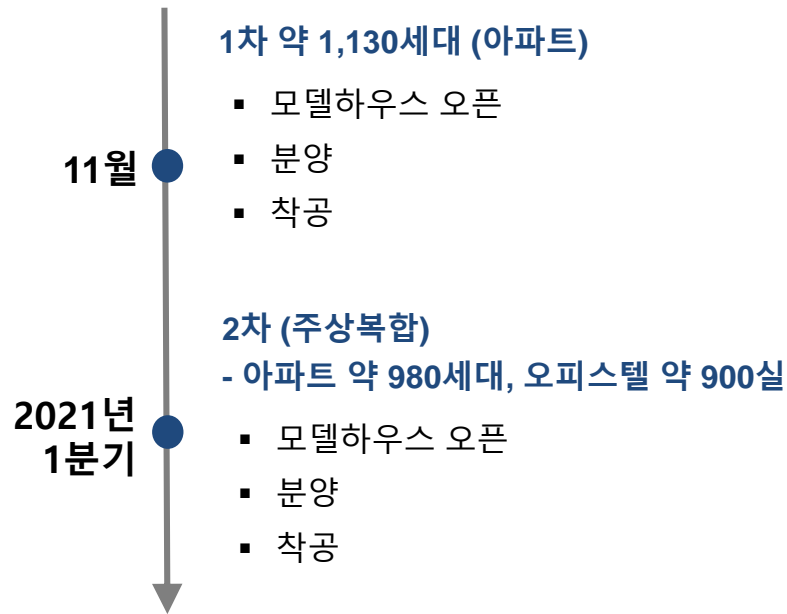 1차 약 1,130세대 (아파트)
▪ 모델하우스 오픈
11월
▪ 분양
▪ 착공
2차 (주상복합)
- 아파트 약 980세대, 오피스텔 약 900실
2021년
1분기
▪ 모델하우스 오픈
▪ 분양
▪ 착공